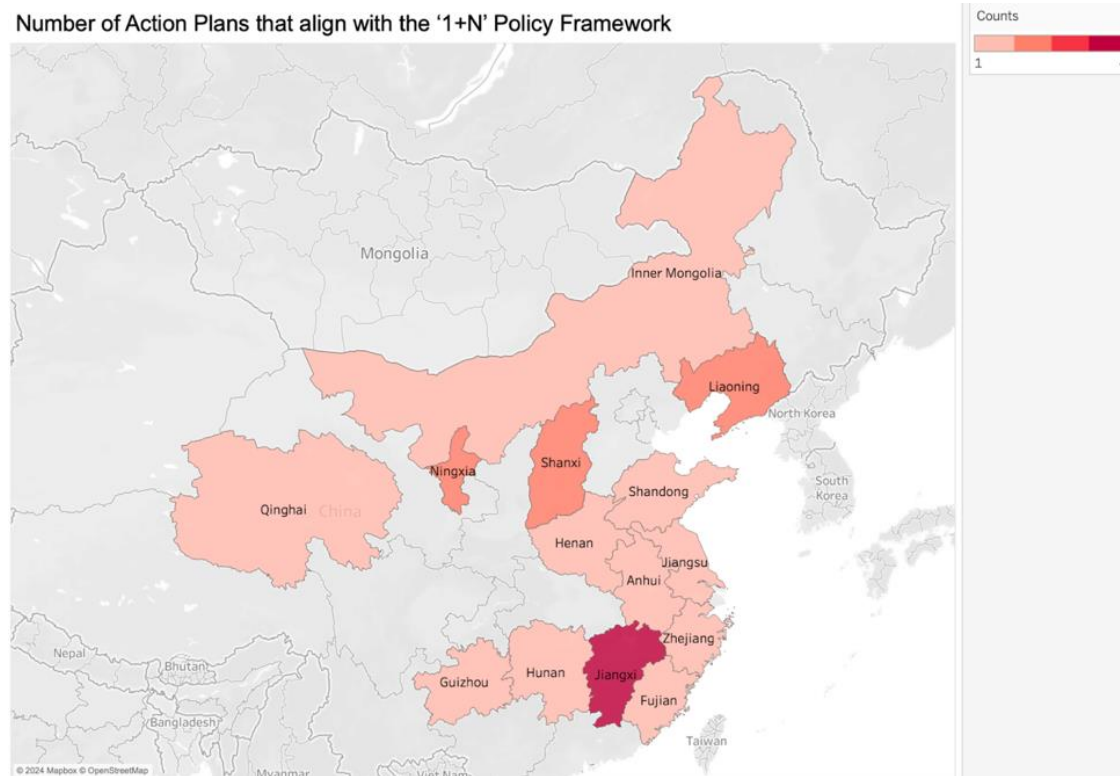 Number of Action Plans that align with the ‘1+N’ Policy Framework
Counts
1
Mongolia
Inner Mongolia
Liaoning
North Korea
Ningxia
Shanxi
South
Korea
Shandong
Qinghai
China
Henan
Jiangsu
Anhui
Zhejiang
Nepal
Bhutan
Guizhou
Hunan
Jiangxi
Fujian
Bangladesh
Taiwan
© 2024 Mapbox © OpenStreetMap
Myanmar